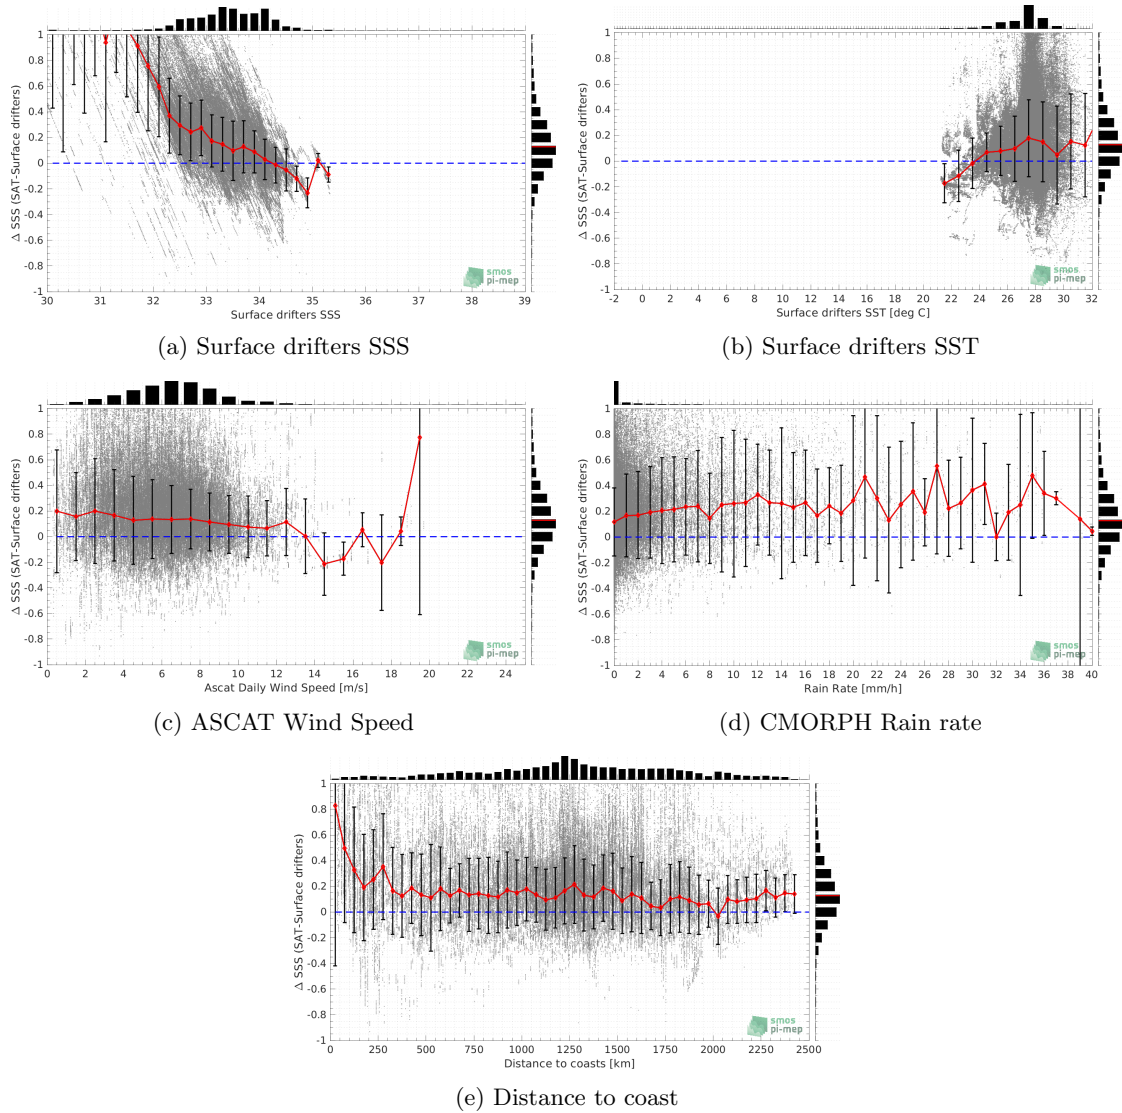 1
0.8
0.6
0.4
0.2
0
-0.2
-0.4
-0.6
-0.8
-1
Δ SSS (SAT-Surface drifters)
30 31 32 33 34 35 36 37 38 39
Surface drifters SSS
smos
pi-mep
(a) Surface drifters SSS
1
0.8
0.6
0.4
0.2
0
-0.2
-0.4
-0.6
-0.8
-1
Δ SSS (SAT-Surface drifters)
-2 0 2 4 6 8 10 12 14 16 18 20 22 24 26 28 30 32
Surface drifters SST [deg C]
smos
pi-mep
(b) Surface drifters SST
1
0.8
0.6
0.4
0.2
0
-0.2
-0.4
-0.6
-0.8
-1
Δ SSS (SAT-Surface drifters)
0 2 4 6 8 10 12 14 16 18 20 22 24
Ascat Daily Wind Speed [m/s]
smos
pi-mep
(c) ASCAT Wind Speed
1
0.8
0.6
0.4
0.2
0
-0.2
-0.4
-0.6
-0.8
-1
Δ SSS (SAT-Surface drifters)
0 2 4 6 8 10 12 14 16 18 20 22 24 26 28 30 32 34 36 38 40
Rain Rate [mm/h]
smos
pi-mep
(d) CMORPH Rain rate
1
0.8
0.6
0.4
0.2
0
-0.2
-0.4
-0.6
-0.8
-1
Δ SSS (SAT-Surface drifters)
0 250 500 750 1000 1250 1500 1750 2000 2250 2500
Distance to coasts [km]
smos
pi-mep
(e) Distance to coast